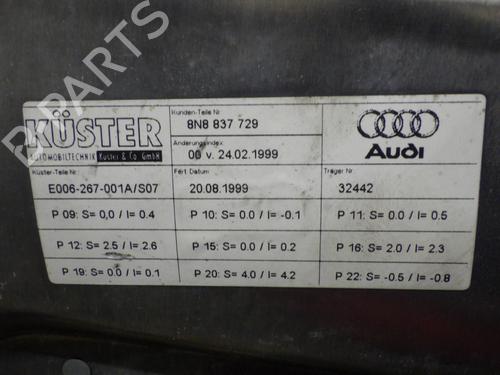 B-PARTS
KÜSTER
AUTOMOBILTECHNIK Küster & Co. GmbH
Kunden-Teile Nr
8N8 837 729
Änderungsindex
00 v. 24.02.1999
Audi
Küster-Teile Nr
E006-267-001A/S07
Fert. Datum
20.08.1999
Träger Nr
32442
P 09: S= 0,0 / I= 0.4
P 10: S= 0.0 / I= -0.1
P 11: S= 0.0 / I= 0.5
P 12: S= 2.5 / I= 2.6
P 15: S= 0.0 / I= 0.2
P 16: S= 2.0 / I= 2.3
P 19: S= 0.0 / I= 0.1
P 20: S= 4.0 / I= 4.2
P 22: S= -0.5 / I= -0.8